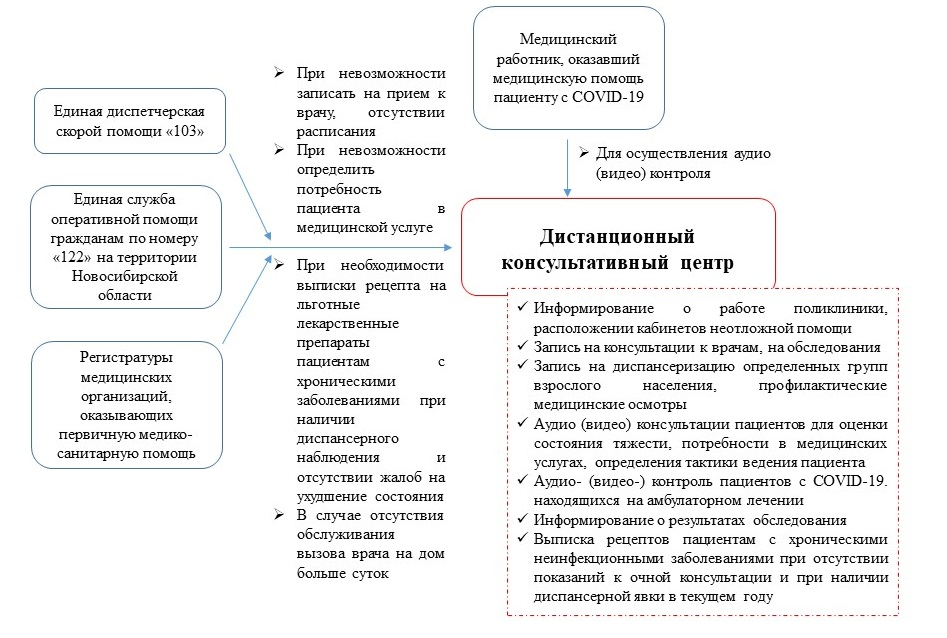 Единая диспетчерская
скорой помощи «103»
Единая служба
оперативной помощи
гражданам по номеру
«122» на территории
Новосибирской
области
Регистратуры
медицинских
организаций,
оказывающих
первичную медико-
санитарную помощь
При невозможности
записать на прием к
врачу, отсутствии
расписания
При невозможности
определить
потребность
пациента в
медицинской услуге
При необходимости
выписки рецепта на
льготные
лекарственные
препараты
пациентам с
хроническими
заболеваниями при
наличии
диспансерного
наблюдения и
отсутствии жалоб на
ухудшение состояния
В случае отсутствия
обслуживания
вызова врача на дом
больше суток
Медицинский
работник, оказавший
медицинскую помощь
пациенту с COVID-19
Для осуществления аудио
(видео) контроля
Дистанционный
консультативный центр
Информирование о работе поликлиники,
расположении кабинетов неотложной помощи
Запись на консультации к врачам, на обследования
Запись на диспансеризацию определенных групп
взрослого населения, профилактические
медицинские осмотры
Аудио (видео) консультации пациентов для оценки
состояния тяжести, потребности в медицинских
услугах, определения тактики ведения пациента
Аудио- (видео-) контроль пациентов с COVID-19.
находящихся на амбулаторном лечении
Информирование о результатах обследования
Выписка рецептов пациентам с хроническими
неинфекционными заболеваниями при отсутствии
показаний к очной консультации и при наличии
диспансерной явки в текущем году